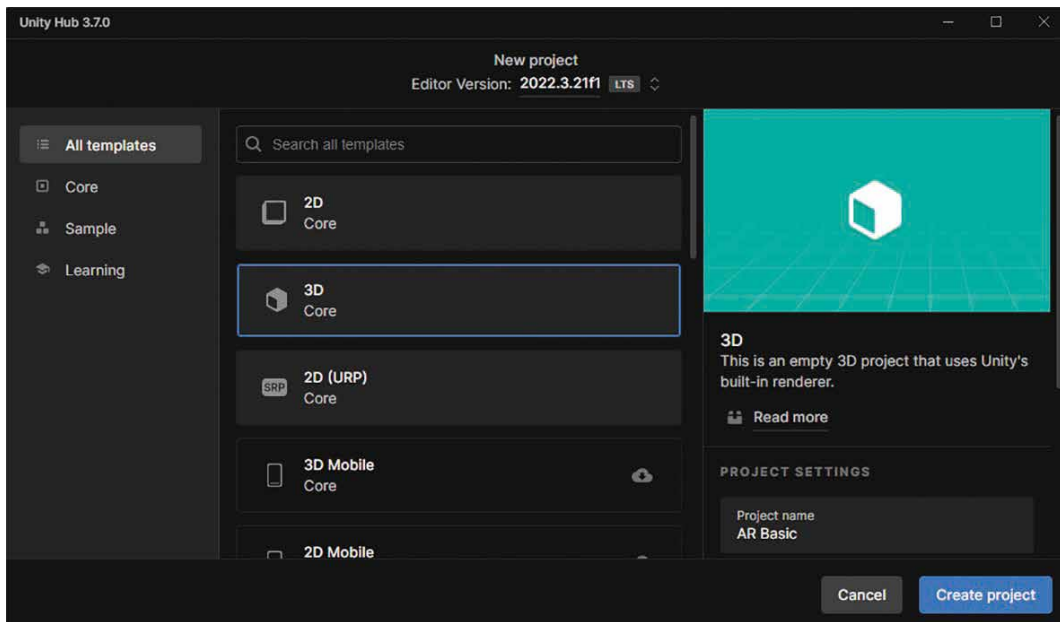 Unity Hub 3.7.0
New project
Editor Version: 2022.3.21f1 LTS
All templates
Core
Sample
Learning
Search all templates
2D
Core
3D
Core
SRP
2D (URP)
Core
3D Mobile
Core
2D Mobile
3D
This is an empty 3D project that uses Unity's
built-in renderer.
Read more
PROJECT SETTINGS
Project name
AR Basic
Cancel
Create project